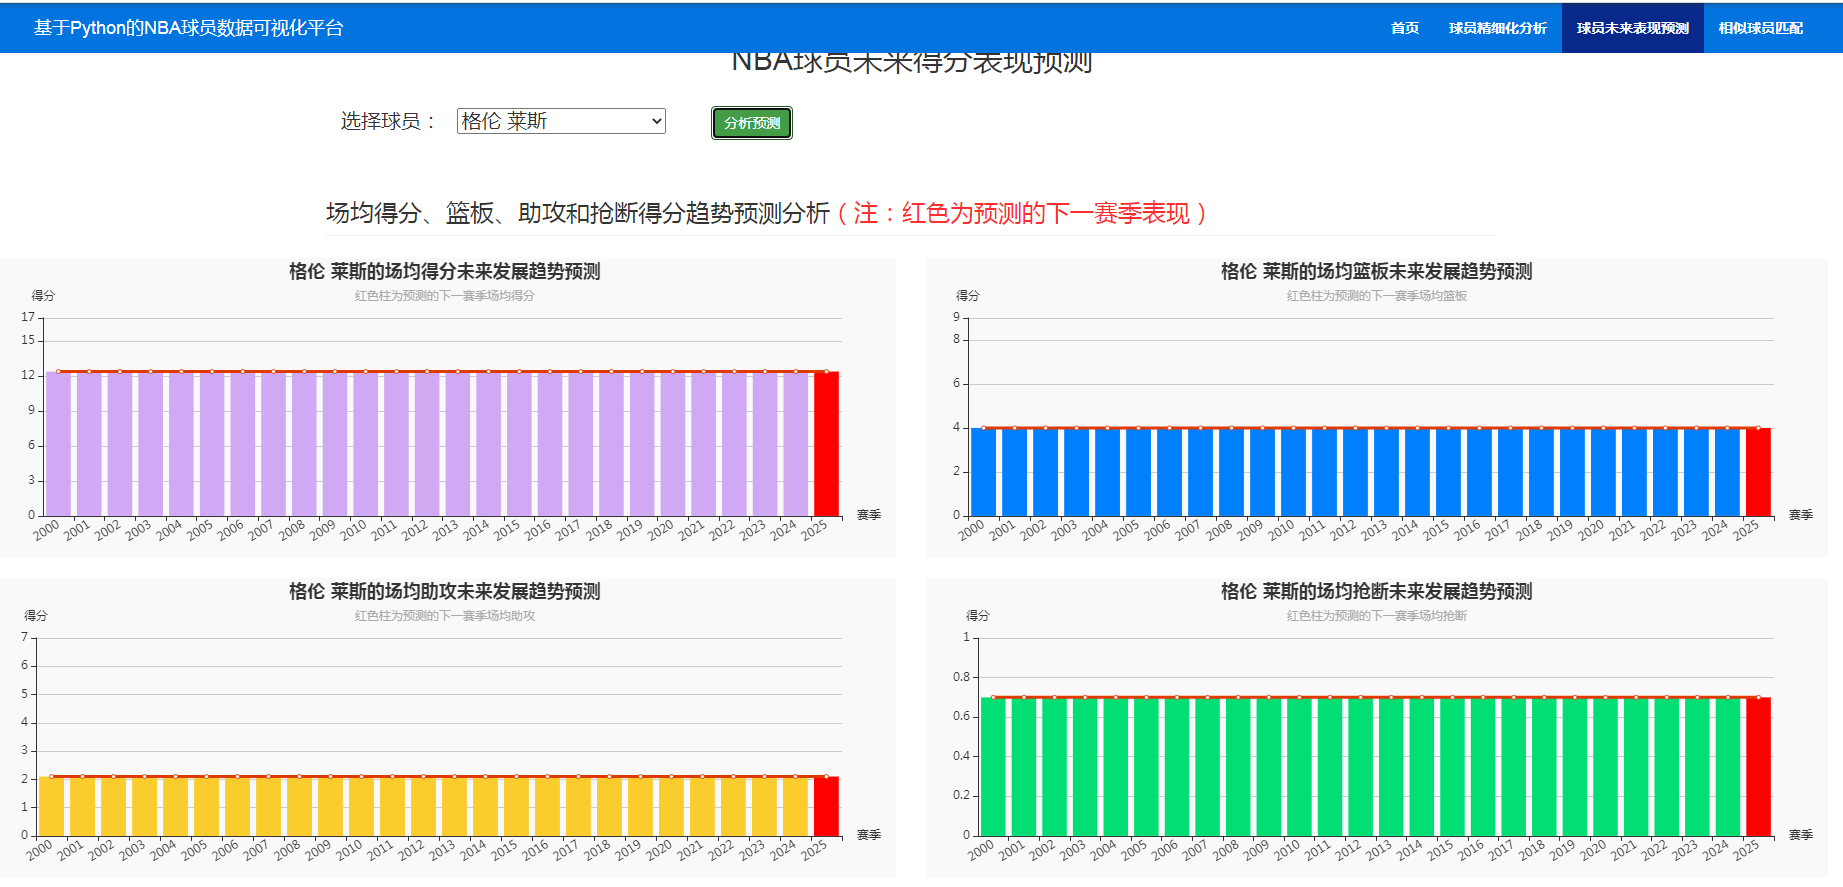 基于Python的NBA球员数据可视化平台 首页 球员精细化分析 球员未来表现预测 相似球员匹配
NBA球员未来得分表现预测
选择球员： 格伦 莱斯 分析预测
场均得分、篮板、助攻和抢断得分趋势预测分析（注：红色为预测的下一赛季表现）
格伦 莱斯的场均得分未来发展趋势预测
红色柱为预测的下一赛季场均得分
得分
17
15
12
9
6
3
0
2000 2001 2002 2003 2004 2005 2006 2007 2008 2009 2010 2011 2012 2013 2014 2015 2016 2017 2018 2019 2020 2021 2022 2023 2024 2025
赛季
格伦 莱斯的场均篮板未来发展趋势预测
红色柱为预测的下一赛季场均篮板
得分
9
8
6
4
2
0
2000 2001 2002 2003 2004 2005 2006 2007 2008 2009 2010 2011 2012 2013 2014 2015 2016 2017 2018 2019 2020 2021 2022 2023 2024 2025
赛季
格伦 莱斯的场均助攻未来发展趋势预测
红色柱为预测的下一赛季场均助攻
得分
7
6
5
4
3
2
1
0
2000 2001 2002 2003 2004 2005 2006 2007 2008 2009 2010 2011 2012 2013 2014 2015 2016 2017 2018 2019 2020 2021 2022 2023 2024 2025
赛季
格伦 莱斯的场均抢断未来发展趋势预测
红色柱为预测的下一赛季场均抢断
得分
1
0.8
0.6
0.4
0.2
0
2000 2001 2002 2003 2004 2005 2006 2007 2008 2009 2010 2011 2012 2013 2014 2015 2016 2017 2018 2019 2020 2021 2022 2023 2024 2025
赛季